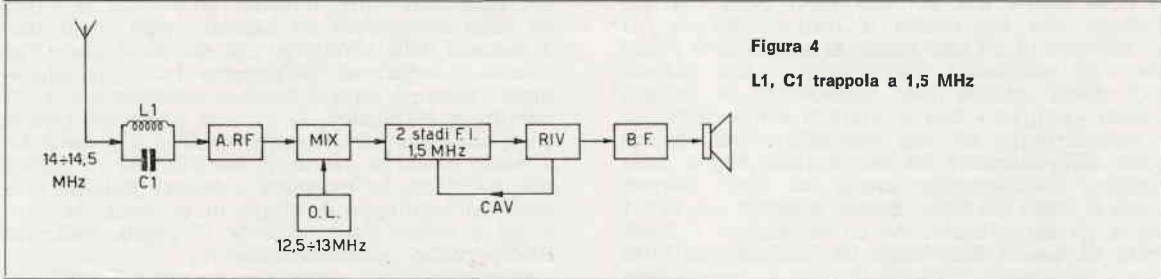 Figura 4
L1, C1 trappola a 1,5 MHz
L1
C1
14÷14,5
MHz
A.RF
MIX
2 stadi F.I.
1,5 MHz
RIV
B.F.
O.L.
12,5÷13MHz
CAV